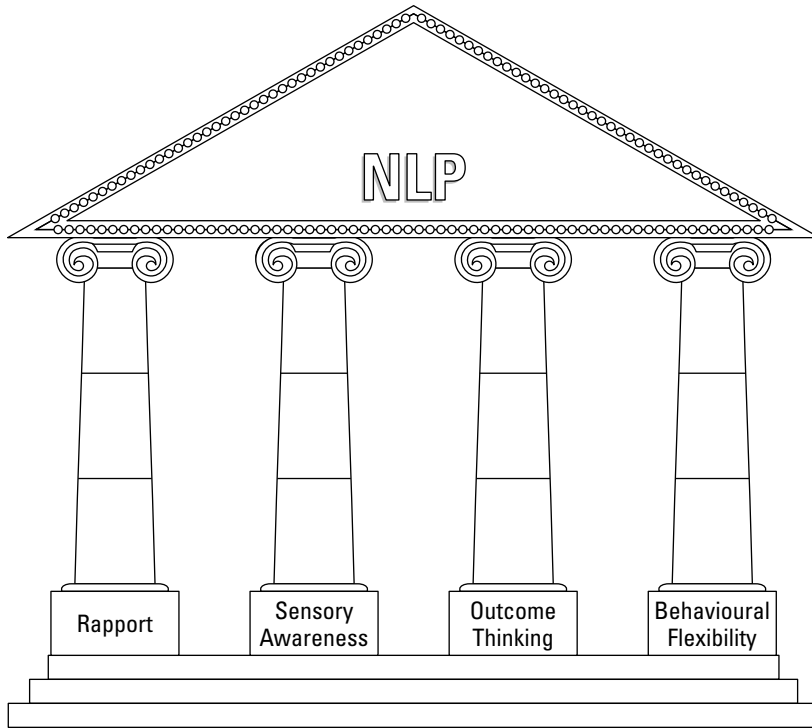 NLP
Rapport
Sensory
Awareness
Outcome
Thinking
Behavioural
Flexibility